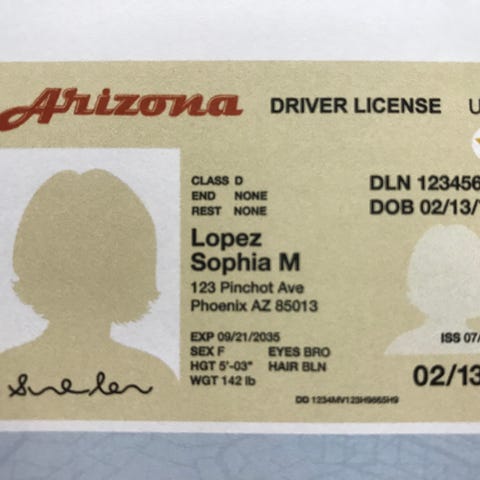 Arizona DRIVER LICENSE
CLASS D
END NONE
REST NONE
DLN 123456
DOB 02/13/
Lopez
Sophia M
123 Pinchot Ave
Phoenix AZ 85013
EXP 09/21/2035
SEX F EYES BRO
HGT 5'-03" HAIR BLN
WGT 142 lb
ISS 07/
02/13
DD 1234MV123H9665H9